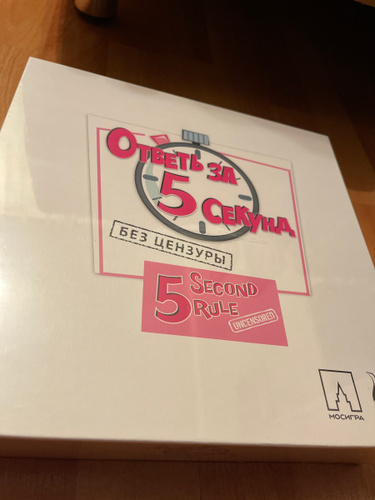 Ответь за
5 секунд
БЕЗ ЦЕНЗУРЫ
5 SECOND
RULE
UNCENSORED
МОСИГРА